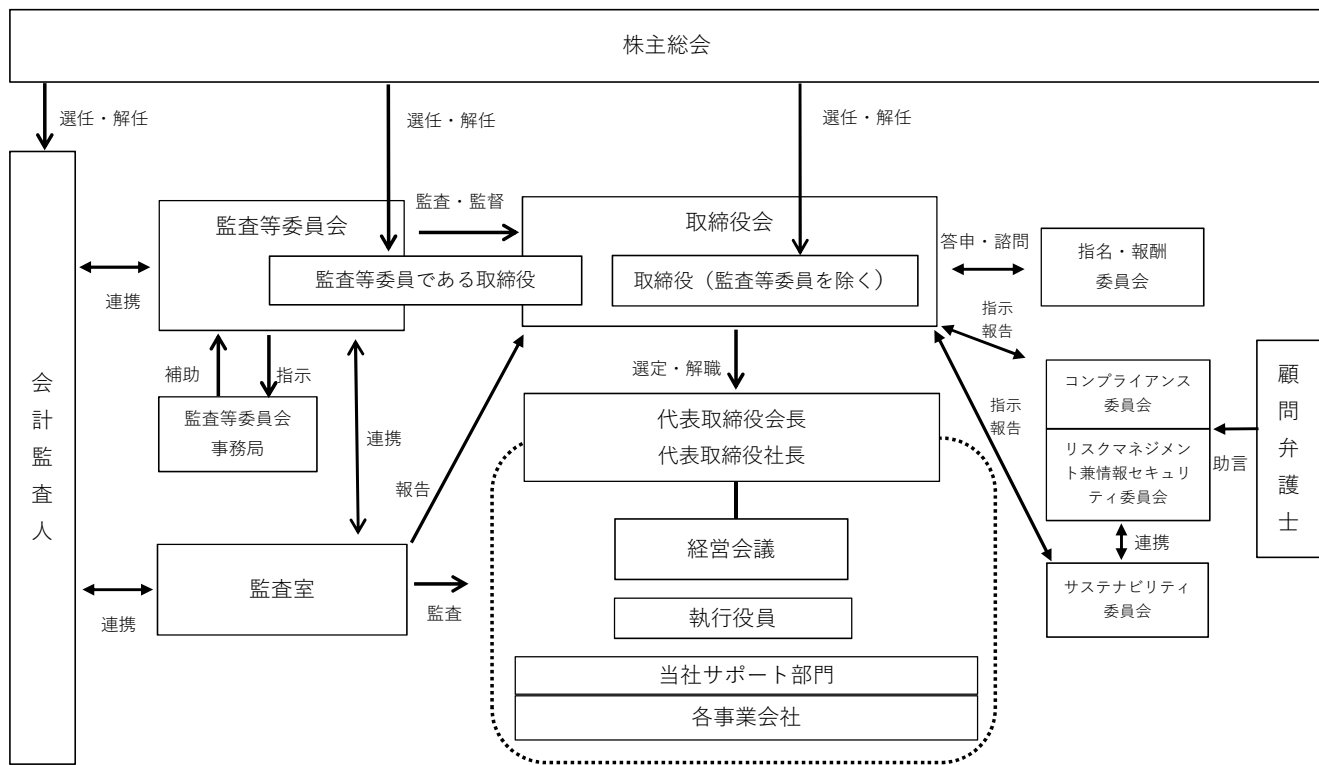 株主総会
選任・解任
選任・解任
選任・解任
会計監査人
監査等委員会
監査・監督
取締役会
監査等委員である取締役
取締役（監査等委員を除く）
答申・諮問
指名・報酬
委員会
連携
指示
報告
補助
指示
選定・解職
監査等委員会
事務局
連携
代表取締役会長
代表取締役社長
指示
報告
コンプライアンス
委員会
リスクマネジメン
ト兼情報セキュリ
ティ委員会
助言
顧問弁護士
報告
経営会議
連携
監査室
監査
連携
執行役員
サステナビリティ
委員会
当社サポート部門
各事業会社